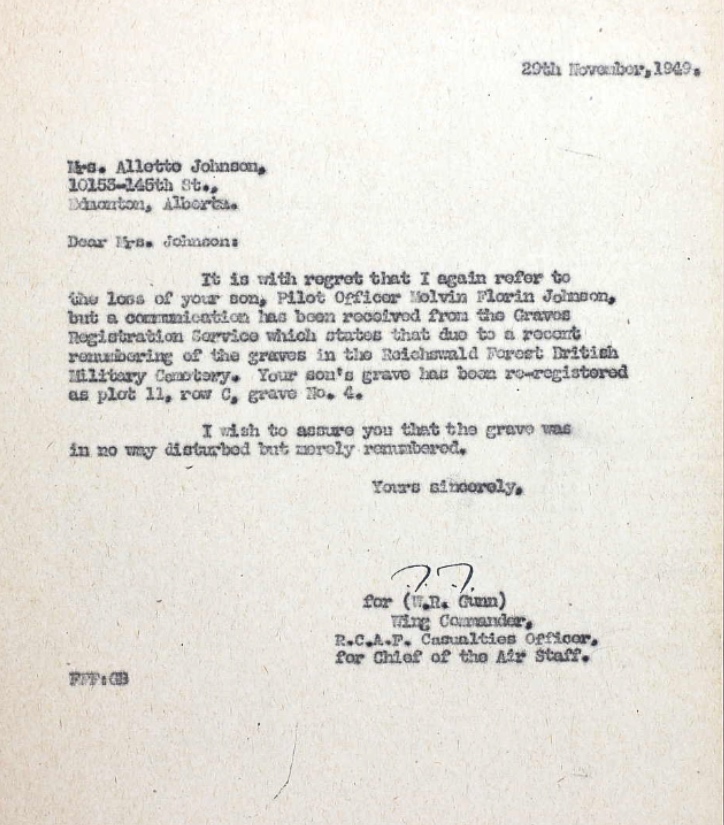 29th November,1949.
Mrs. Allette Johnson,
10153-145th St.,
Edmonton, Alberta.
Dear Mrs. Johnson:
It is with regret that I again refer to
the loss of your son, Pilot Officer Melvin Florin Johnson,
but a communication has been received from the Graves
Registration Service which states that due to a recent
renumbering of the graves in the Reichswald Forest British
Military Cemetery. Your son's grave has been re-registered
as plot 11, row C, grave No. 4.
I wish to assure you that the grave was
in no way disturbed but merely renumbered.
Yours sincerely,
for (W.R. Gunn)
Wing Commander,
R.C.A.F. Casualties Officer,
for Chief of the Air Staff.
FFF:GB